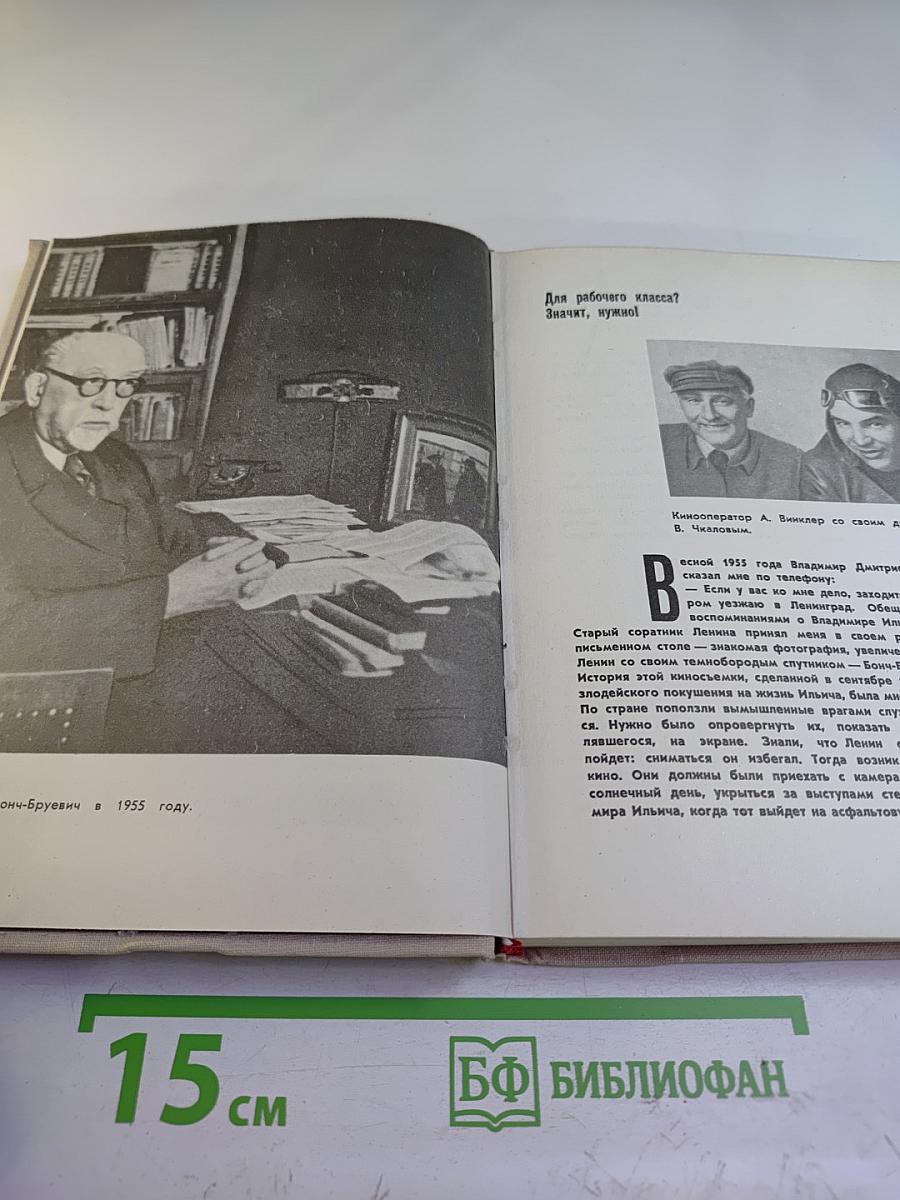 онч-Бруевич в 1955 году.
Для рабочего класса?
Значит, нужно!
Кинооператор А. Винклер со своим д
В. Чкаловым.
Весной 1955 года Владимир Дмитрие
сказал мне по телефону:
— Если у вас ко мне дело, заходит
ром уезжаю в Ленинград. Обещ
воспоминаниями о Владимире Иль
Старый соратник Ленина принял меня в своем р
письменном столе — знакомая фотография, увеличе
Ленин со своим темнобородым спутником — Бонч-Б
История этой киносъемки, сделанной в сентябре
злодейского покушения на жизнь Ильича, была мн
По стране поползли вымышленные врагами слу
ся. Нужно было опровергнуть их, показать
лявшегося, на экране. Знали, что Ленин
пойдет: сниматься он избегал. Тогда возник
кино. Они должны были приехать с камера
солнечный день, укрыться за выступами сте
мира Ильича, когда тот выйдет на асфальтов
15 см
БФ БИБЛИОФАН